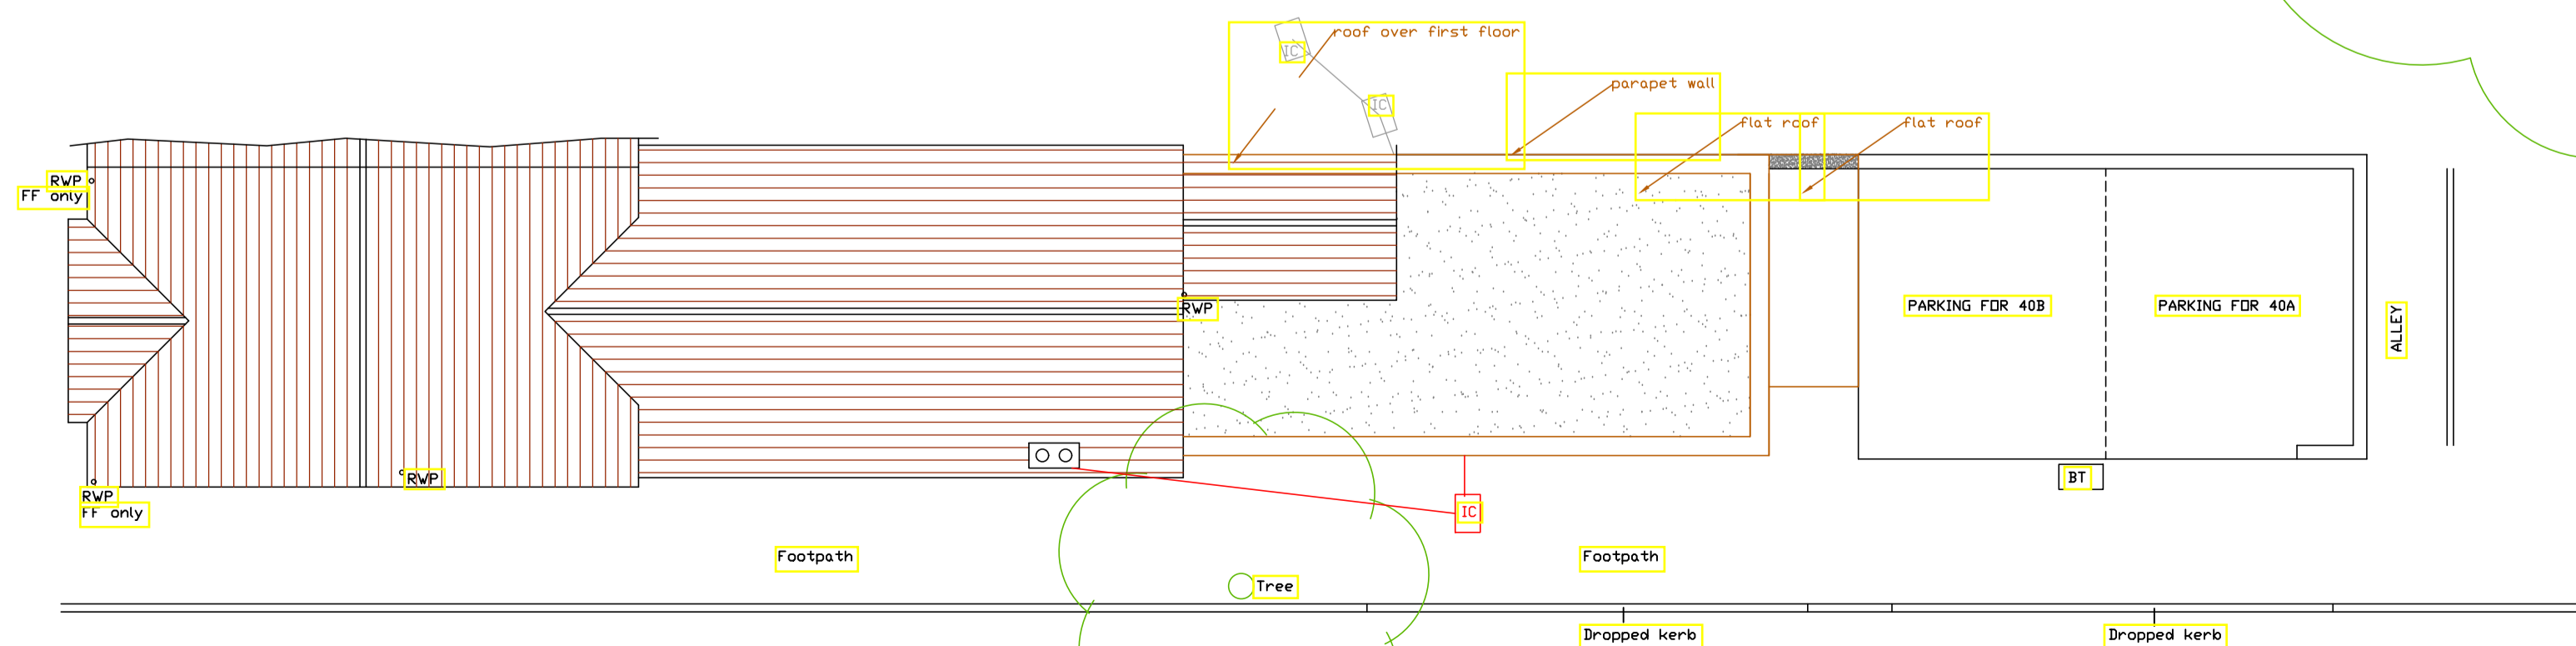 roof over first floor
IC
parapet wall
IC
flat roof
flat roof
RWP
FF only
RWP
PARKING FOR 40B
PARKING FOR 40A
ALLEY
RWP
BT
RWP
FF only
IC
Footpath
Footpath
Tree
Dropped kerb
Dropped kerb